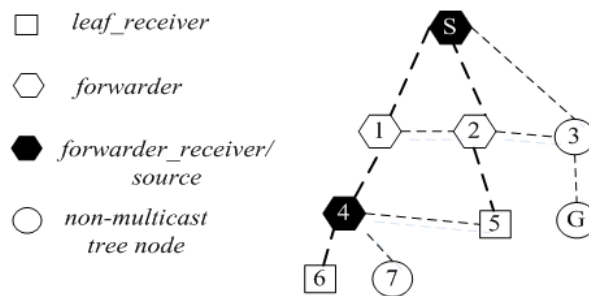 leaf_receiver
forwarder
forwarder_receiver/
source
non-multicast
tree node
S
1 2 3
4 5 G
6 7